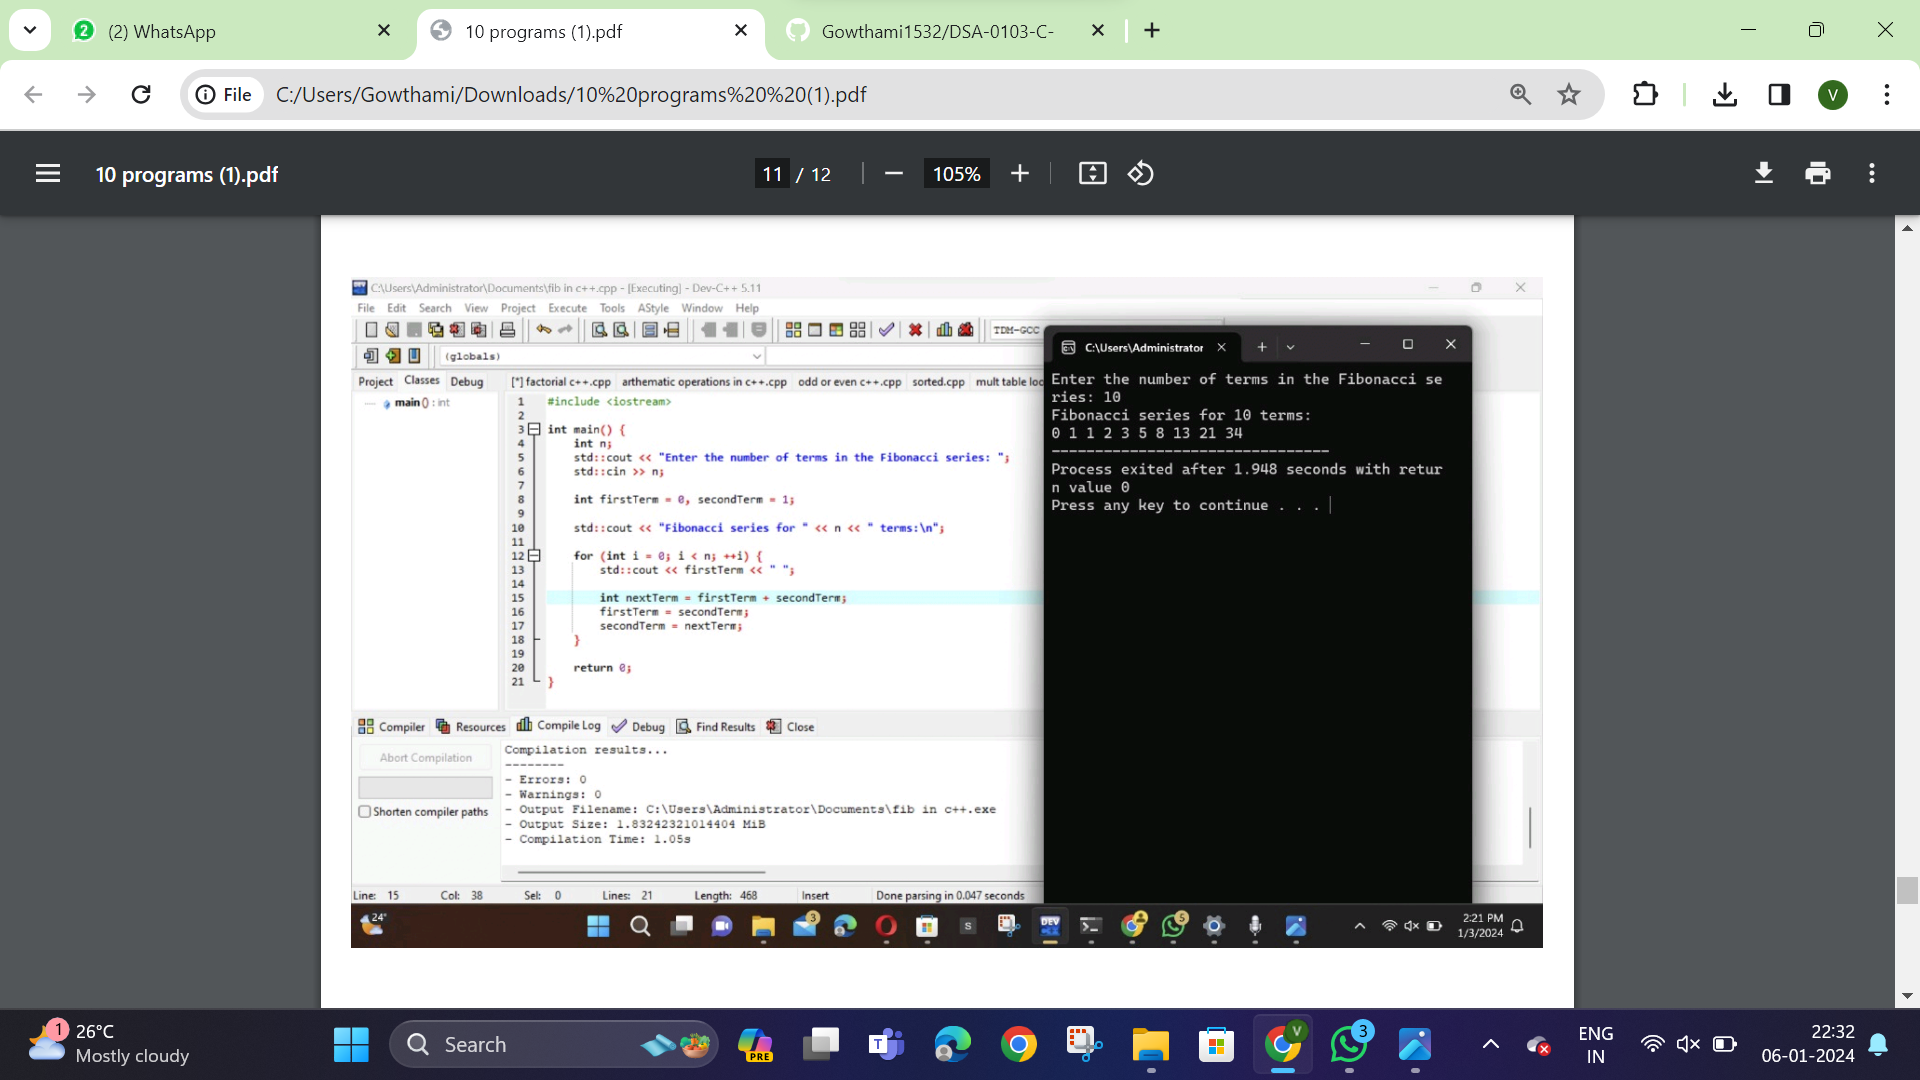 (2) WhatsApp
10 programs (1).pdf
Gowthami1532/DSA-0103-C-
File
C:/Users/Gowthami/Downloads/10%20programs%20%20(1).pdf
V
10 programs (1).pdf
11 / 12
105%
C:\Users\Administrator\Documents\fib in c++.cpp - [Executing] - Dev-C++ 5.11
File Edit Search View Project Execute Tools AStyle Window Help
TDM-GCC
(globals)
Project Classes Debug
[*] factorial c++.cpp arthematic operations in c++.cpp odd or even c++.cpp sorted.cpp mult table loo
main() : int
1 #include <iostream>
2
3 int main() {
4 int n;
5 std::cout << "Enter the number of terms in the Fibonacci series: ";
6 std::cin >> n;
7
8 int firstTerm = 0, secondTerm = 1;
9
10 std::cout << "Fibonacci series for " << n << " terms:\n";
11
12 for (int i = 0; i < n; ++i) {
13 std::cout << firstTerm << " ";
14
15 int nextTerm = firstTerm + secondTerm;
16 firstTerm = secondTerm;
17 secondTerm = nextTerm;
18 }
19
20 return 0;
21 }
C:\Users\Administrator
Enter the number of terms in the Fibonacci se
ries: 10
Fibonacci series for 10 terms:
0 1 1 2 3 5 8 13 21 34
--------------------------------
Process exited after 1.948 seconds with retur
n value 0
Press any key to continue . . .
Compiler Resources Compile Log Debug Find Results Close
Abort Compilation
Shorten compiler paths
Compilation results...
--------
- Errors: 0
- Warnings: 0
- Output Filename: C:\Users\Administrator\Documents\fib in c++.exe
- Output Size: 1.83242321014404 MiB
- Compilation Time: 1.05s
Line: 15 Col: 38 Sel: 0 Lines: 21 Length: 468 Insert Done parsing in 0.047 seconds
24°
3
S
DEV
5
2:21 PM
1/3/2024
1
26°C
Mostly cloudy
Search
PRE
T
V
3
ENG
IN
22:32
06-01-2024